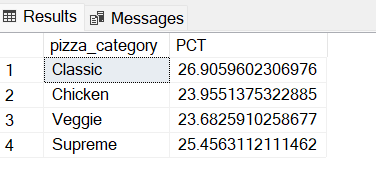 Results Messages
pizza_category PCT
1 Classic 26.9059602306976
2 Chicken 23.9551375322885
3 Veggie 23.6825910258677
4 Supreme 25.4563112111462